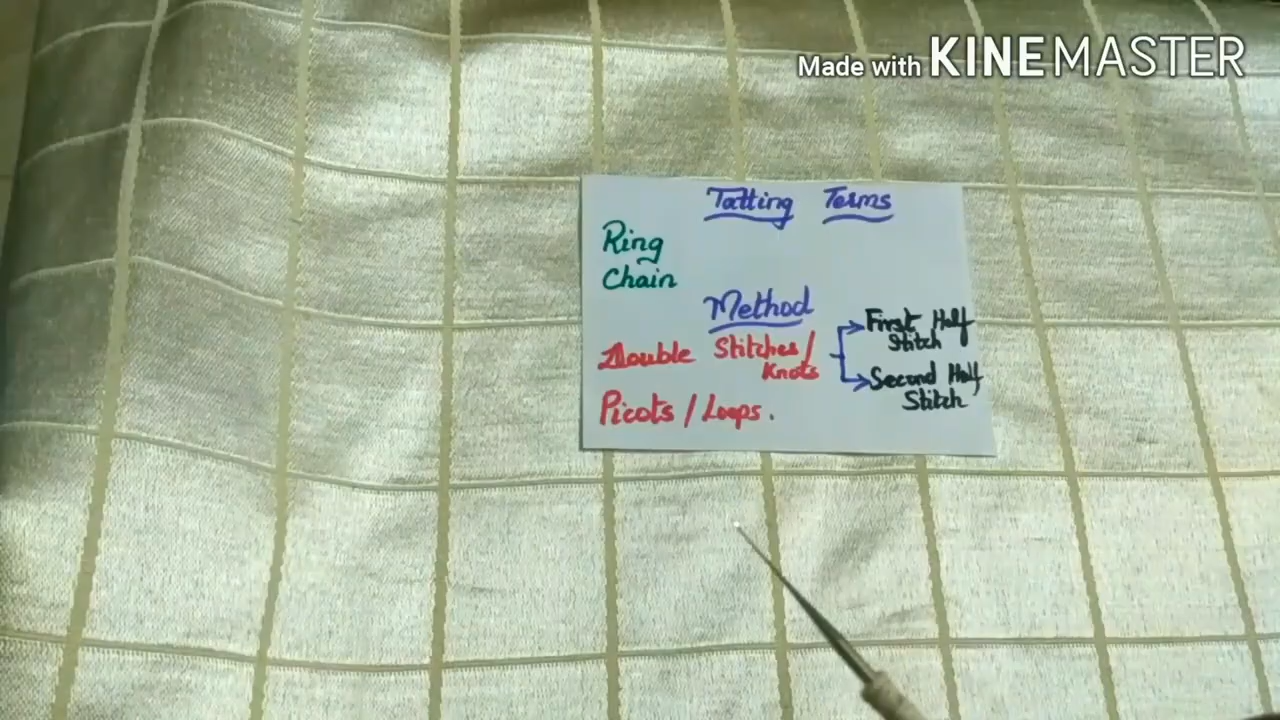 Made with KINEMASTER
Tatting Terms
Ring
Chain
Method
Double Stitches/
Knots
First Half
Stitch
Second Half
Stitch
Picots / Loops.